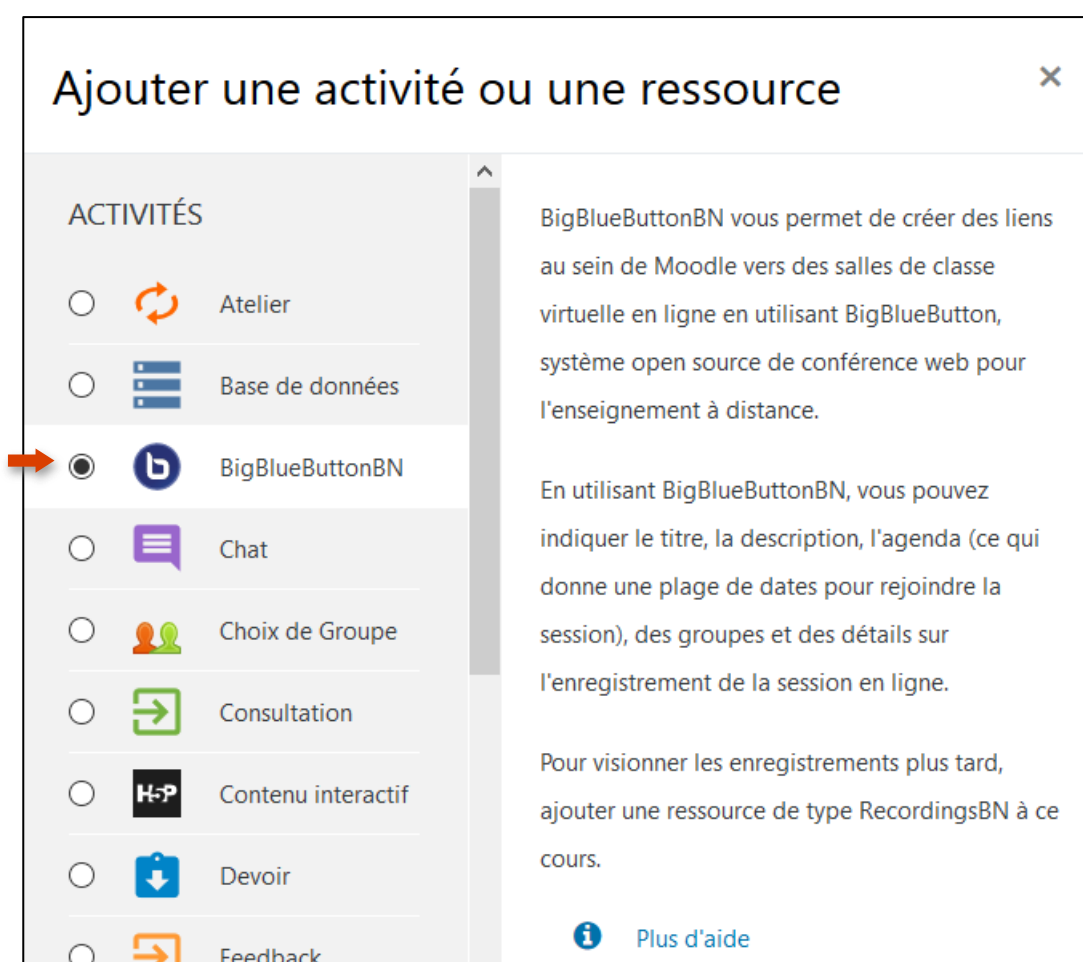 Ajouter une activité ou une ressource
ACTIVITÉS
Atelier
Base de données
BigBlueButtonBN
Chat
Choix de Groupe
Consultation
H5P
Contenu interactif
Devoir
Feedback
BigBlueButtonBN vous permet de créer des liens
au sein de Moodle vers des salles de classe
virtuelle en ligne en utilisant BigBlueButton,
système open source de conférence web pour
l'enseignement à distance.
En utilisant BigBlueButtonBN, vous pouvez
indiquer le titre, la description, l'agenda (ce qui
donne une plage de dates pour rejoindre la
session), des groupes et des détails sur
l'enregistrement de la session en ligne.
Pour visionner les enregistrements plus tard,
ajouter une ressource de type RecordingsBN à ce
cours.
Plus d'aide